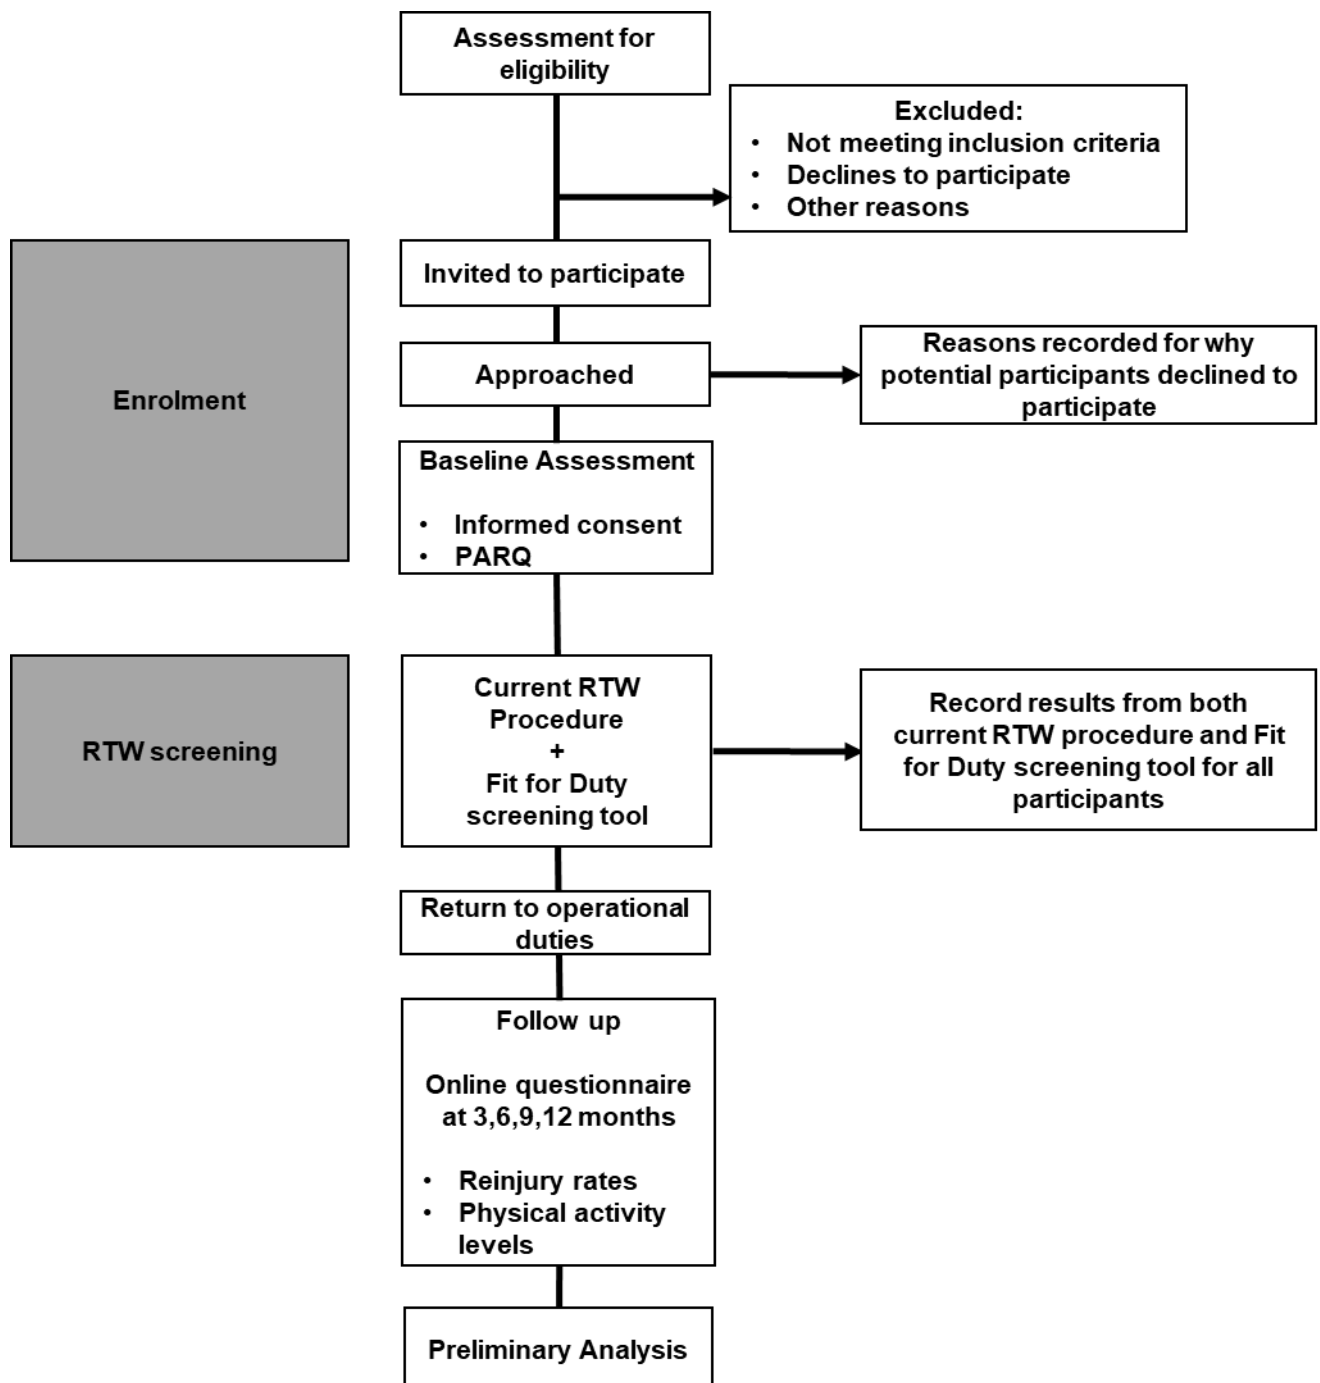 Assessment for
eligibility
Excluded:
• Not meeting inclusion criteria
• Declines to participate
• Other reasons
Invited to participate
Enrolment
Approached
Reasons recorded for why
potential participants declined to
participate
Baseline Assessment
• Informed consent
• PARQ
RTW screening
Current RTW
Procedure
+
Fit for Duty
screening tool
Record results from both
current RTW procedure and Fit
for Duty screening tool for all
participants
Return to operational
duties
Follow up
Online questionnaire
at 3,6,9,12 months
• Reinjury rates
• Physical activity
levels
Preliminary Analysis